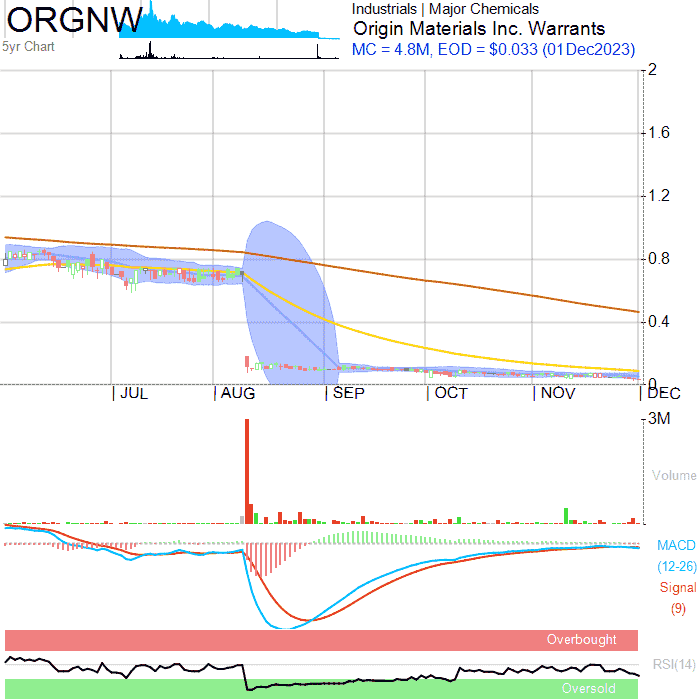 ORGNW
5yr Chart
Industrials | Major Chemicals
Origin Materials Inc. Warrants
MC = 4.8M, EOD = $0.033 (01Dec2023)
2
1.6
1.2
0.8
0.4
0
JUL
AUG
SEP
OCT
NOV
DEC
3M
Volume
MACD
(12-26)
Signal
(9)
Overbought
RSI(14)
Oversold